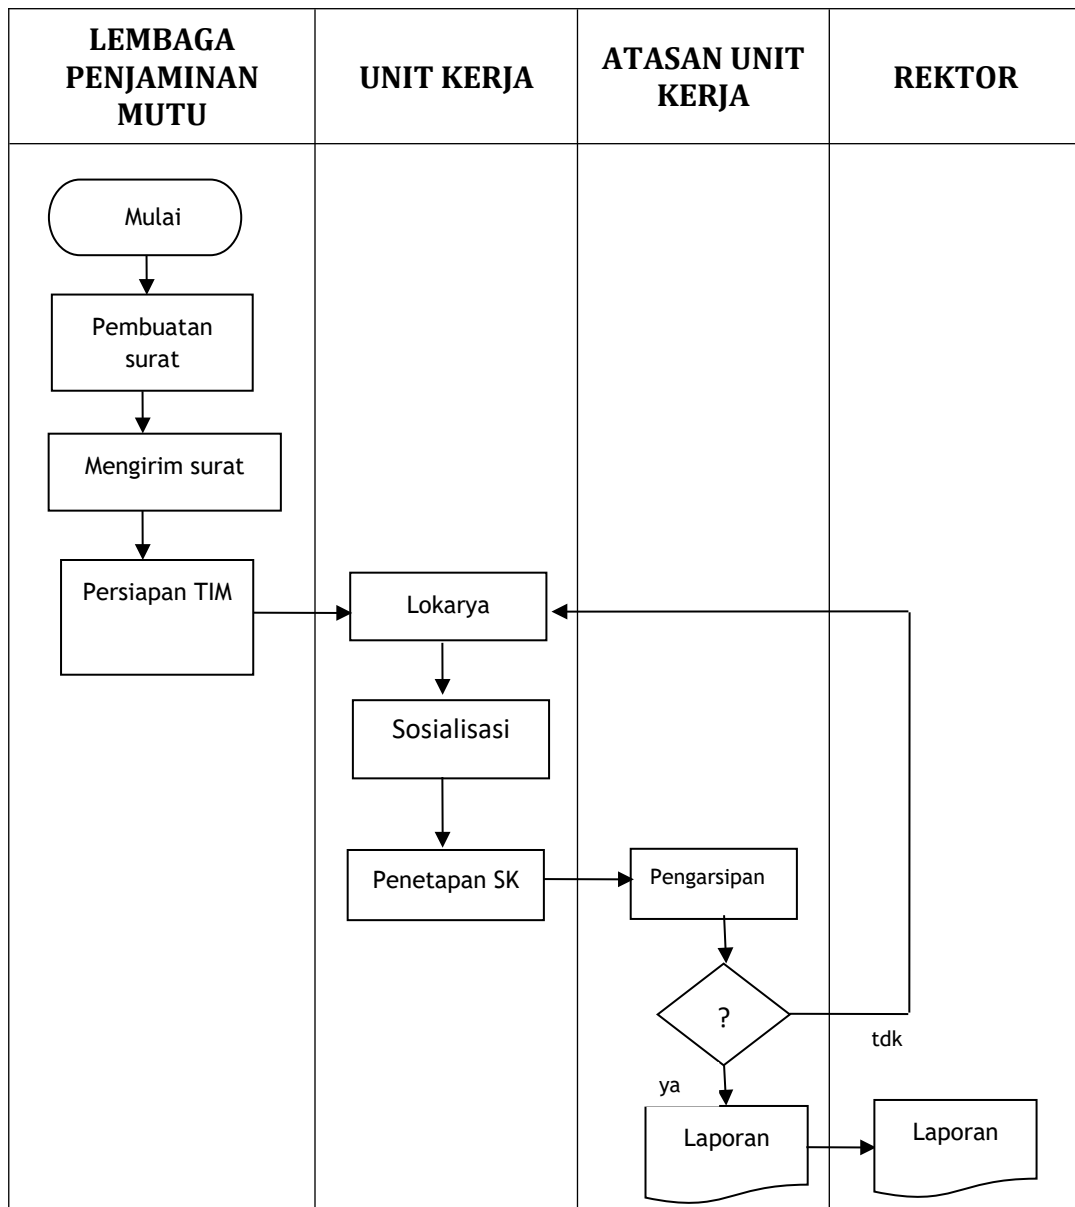 LEMBAGA
PENJAMINAN
MUTU
UNIT KERJA
ATASAN UNIT
KERJA
REKTOR
Mulai
Pembuatan
surat
Mengirim surat
Persiapan TIM
Lokarya
Sosialisasi
Penetapan SK
Pengarsipan
?
tdk
ya
Laporan
Laporan